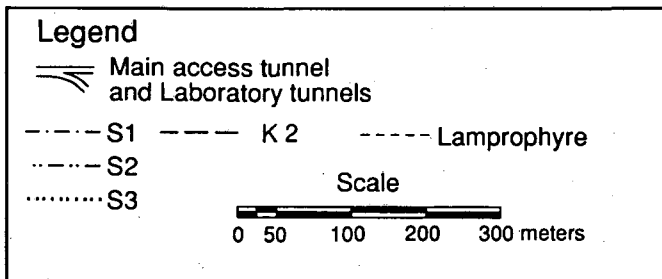 Legend
Main access tunnel
and Laboratory tunnels
S1 K 2 Lamprophyre
S2
S3
Scale
0 50 100 200 300 meters